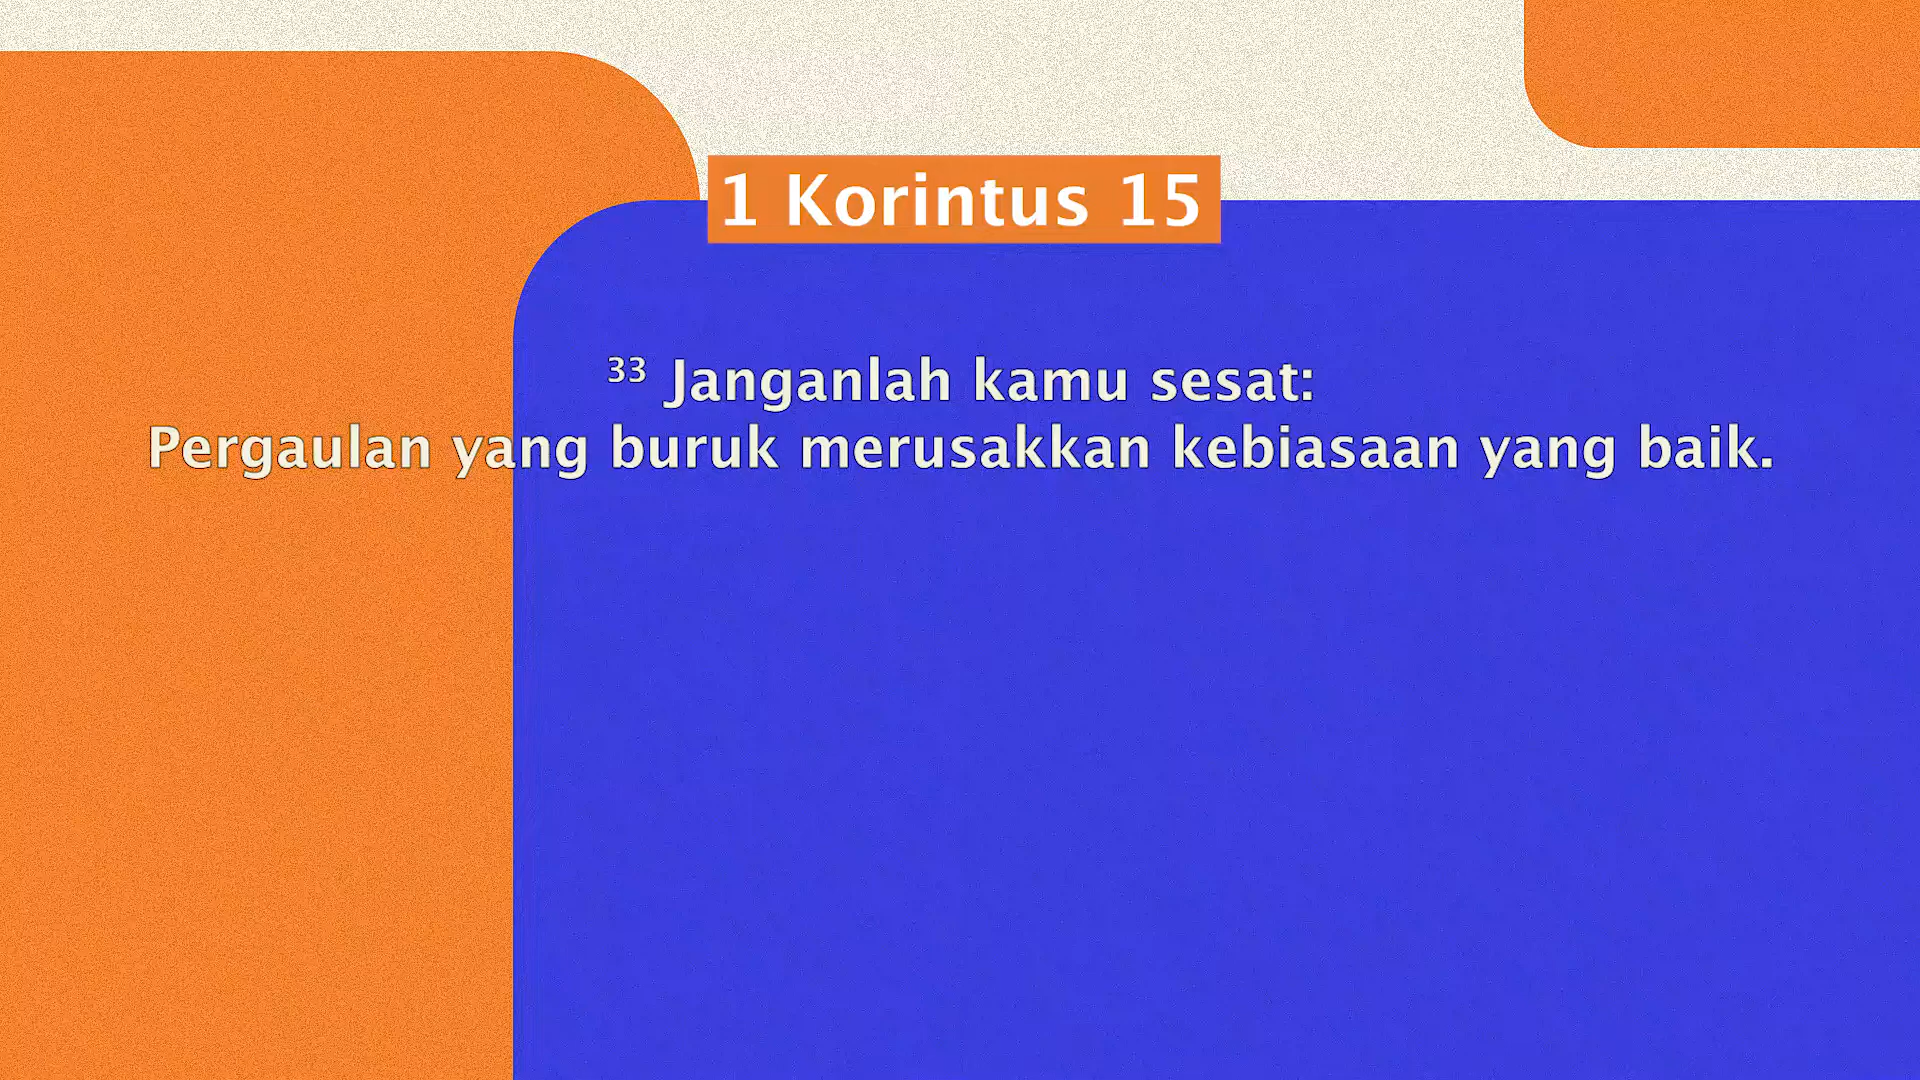 1 Korintus 15
33 Janganlah kamu sesat:
Pergaulan yang buruk merusakkan kebiasaan yang baik.